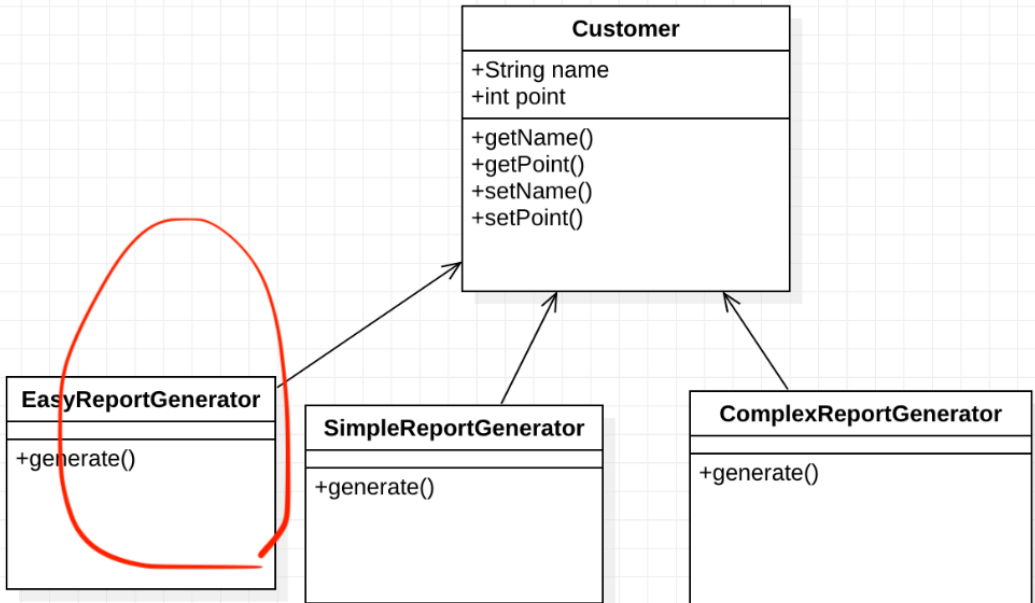 Customer
+String name
+int point
+getName()
+getPoint()
+setName()
+setPoint()
EasyReportGenerator
+generate()
SimpleReportGenerator
+generate()
ComplexReportGenerator
+generate()